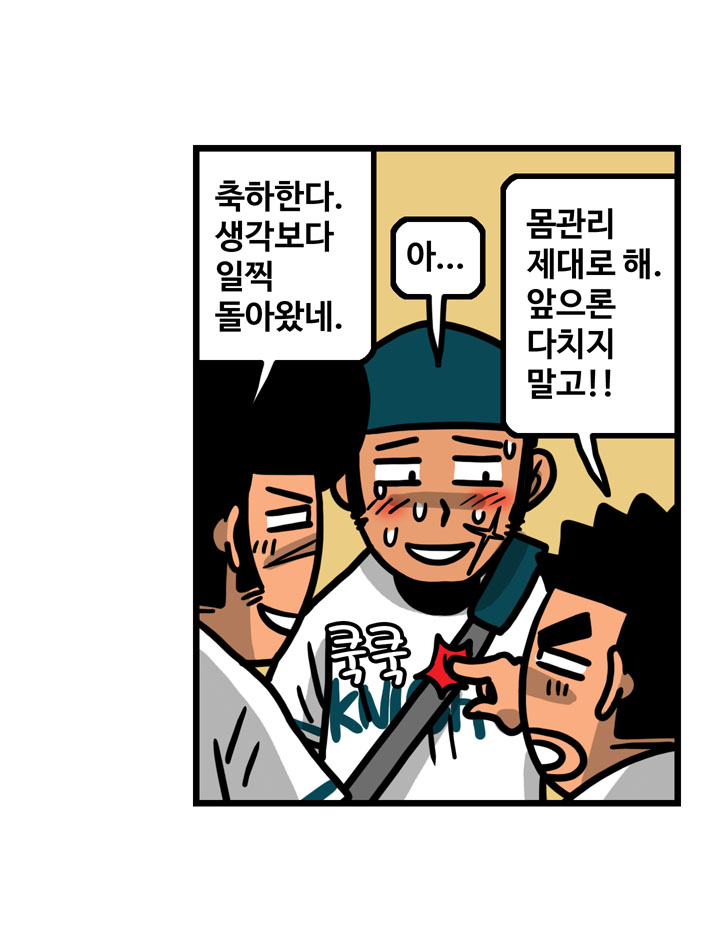 축하한다.
생각보다
일찍
돌아왔네.
아...
몸관리
제대로 해.
앞으론
다치지
말고!!
쿡쿡